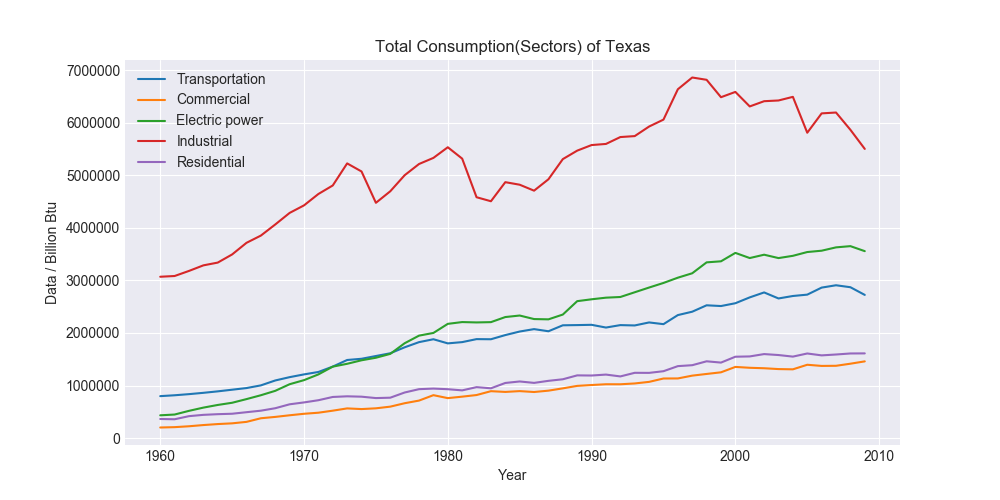 Total Consumption(Sectors) of Texas
Transportation
Commercial
Electric power
Industrial
Residential
Data / Billion Btu
7000000
6000000
5000000
4000000
3000000
2000000
1000000
0
1960 1970 1980 1990 2000 2010
Year